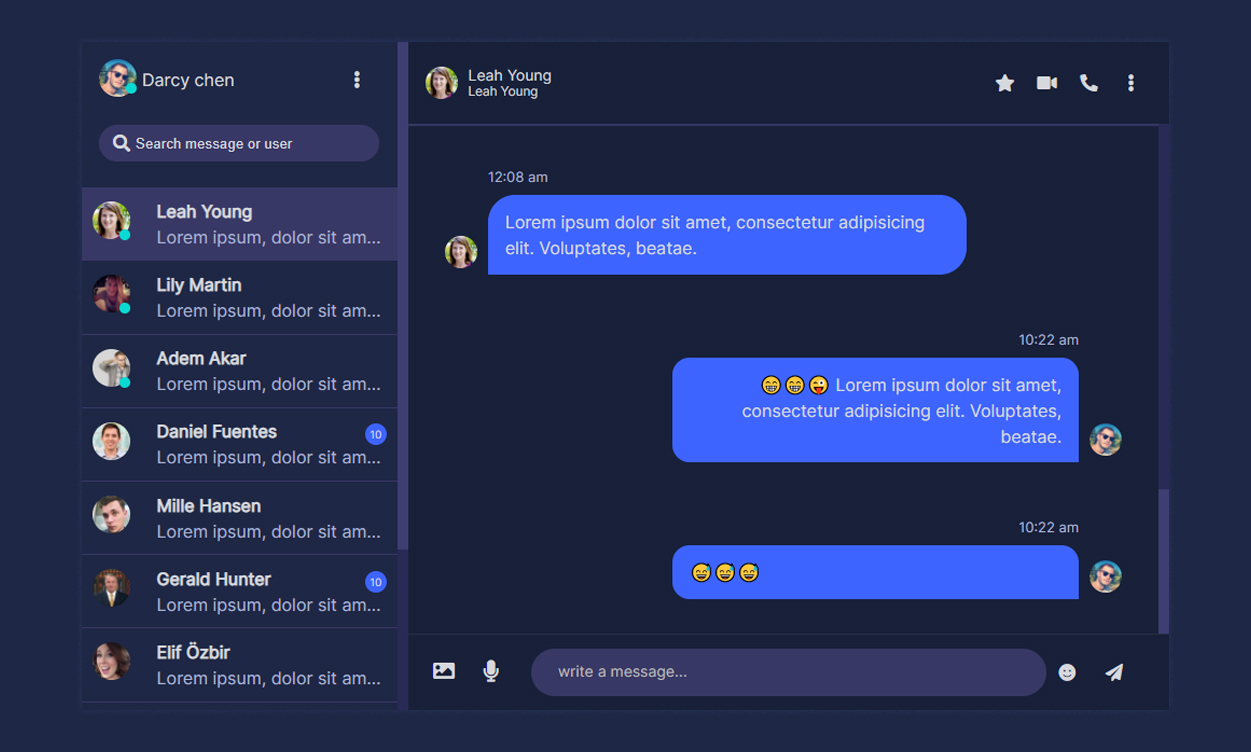 Darcy chen
Search message or user
Leah Young
Lorem ipsum, dolor sit am...
Lily Martin
Lorem ipsum, dolor sit am...
Adem Akar
Lorem ipsum, dolor sit am...
Daniel Fuentes
10
Lorem ipsum, dolor sit am...
Mille Hansen
Lorem ipsum, dolor sit am...
Gerald Hunter
10
Lorem ipsum, dolor sit am...
Elif Özbir
Lorem ipsum, dolor sit am...
Leah Young
Leah Young
12:08 am
Lorem ipsum dolor sit amet, consectetur adipisicing
elit. Voluptates, beatae.
10:22 am
😁😁😜 Lorem ipsum dolor sit amet,
consectetur adipisicing elit. Voluptates,
beatae.
10:22 am
😅😅😅
write a message...